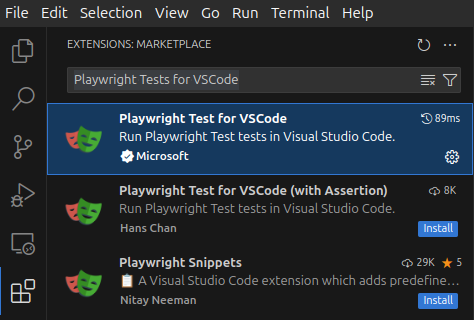 File Edit Selection View Go Run Terminal Help
EXTENSIONS: MARKETPLACE
Playwright Tests for VSCode
Playwright Test for VSCode 89ms
Run Playwright Test tests in Visual Studio Code.
Microsoft
Playwright Test for VSCode (with Assertion) 8K
Run Playwright Test tests in Visual Studio Code.
Hans Chan Install
Playwright Snippets 29K 5
A Visual Studio Code extension which adds predefine...
Nitay Neeman Install